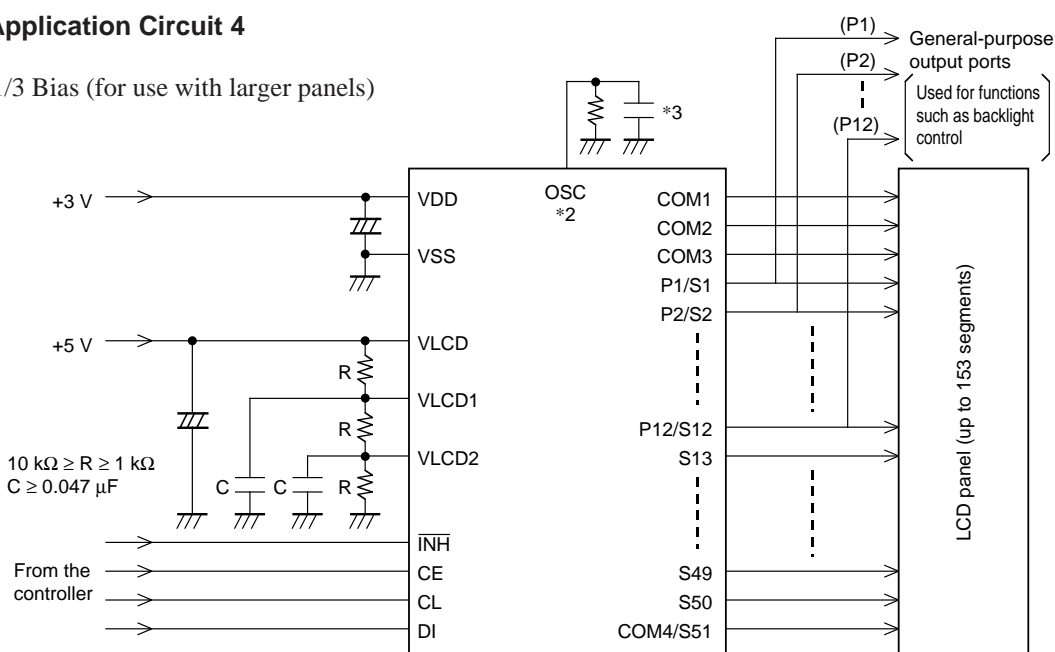 Application Circuit 4
1/3 Bias (for use with larger panels)
(P1)
General-purpose
output ports
(P2)
Used for functions
such as backlight
control
(P12)
*3
OSC
*2
+3 V
VDD
VSS
+5 V
VLCD
R
VLCD1
R
VLCD2
R
C
C
10 kΩ ≥ R ≥ 1 kΩ
C ≥ 0.047 μF
INH
From the
controller
CE
CL
DI
COM1
COM2
COM3
P1/S1
P2/S2
P12/S12
S13
S49
S50
COM4/S51
LCD panel (up to 153 segments)